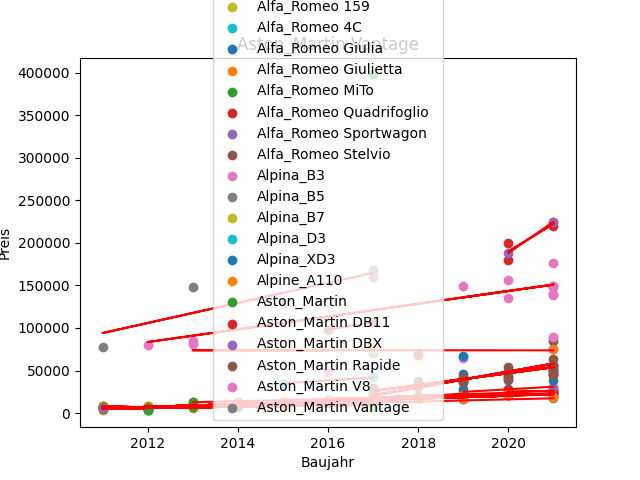 Alfa_Romeo 159
Aston_Martin Vantage
Alfa_Romeo 4C
Alfa_Romeo Giulia
Alfa_Romeo Giulietta
Alfa_Romeo MiTo
Alfa_Romeo Quadrifoglio
Alfa_Romeo Sportwagon
Alfa_Romeo Stelvio
Alpina_B3
Alpina_B5
Alpina_B7
Alpina_D3
Alpina_XD3
Alpine_A110
Aston_Martin
Aston_Martin DB11
Aston_Martin DBX
Aston_Martin Rapide
Aston_Martin V8
Aston_Martin Vantage
400000
350000
300000
250000
200000
150000
100000
50000
0
Preis
2012
2014
2016
2018
2020
Baujahr